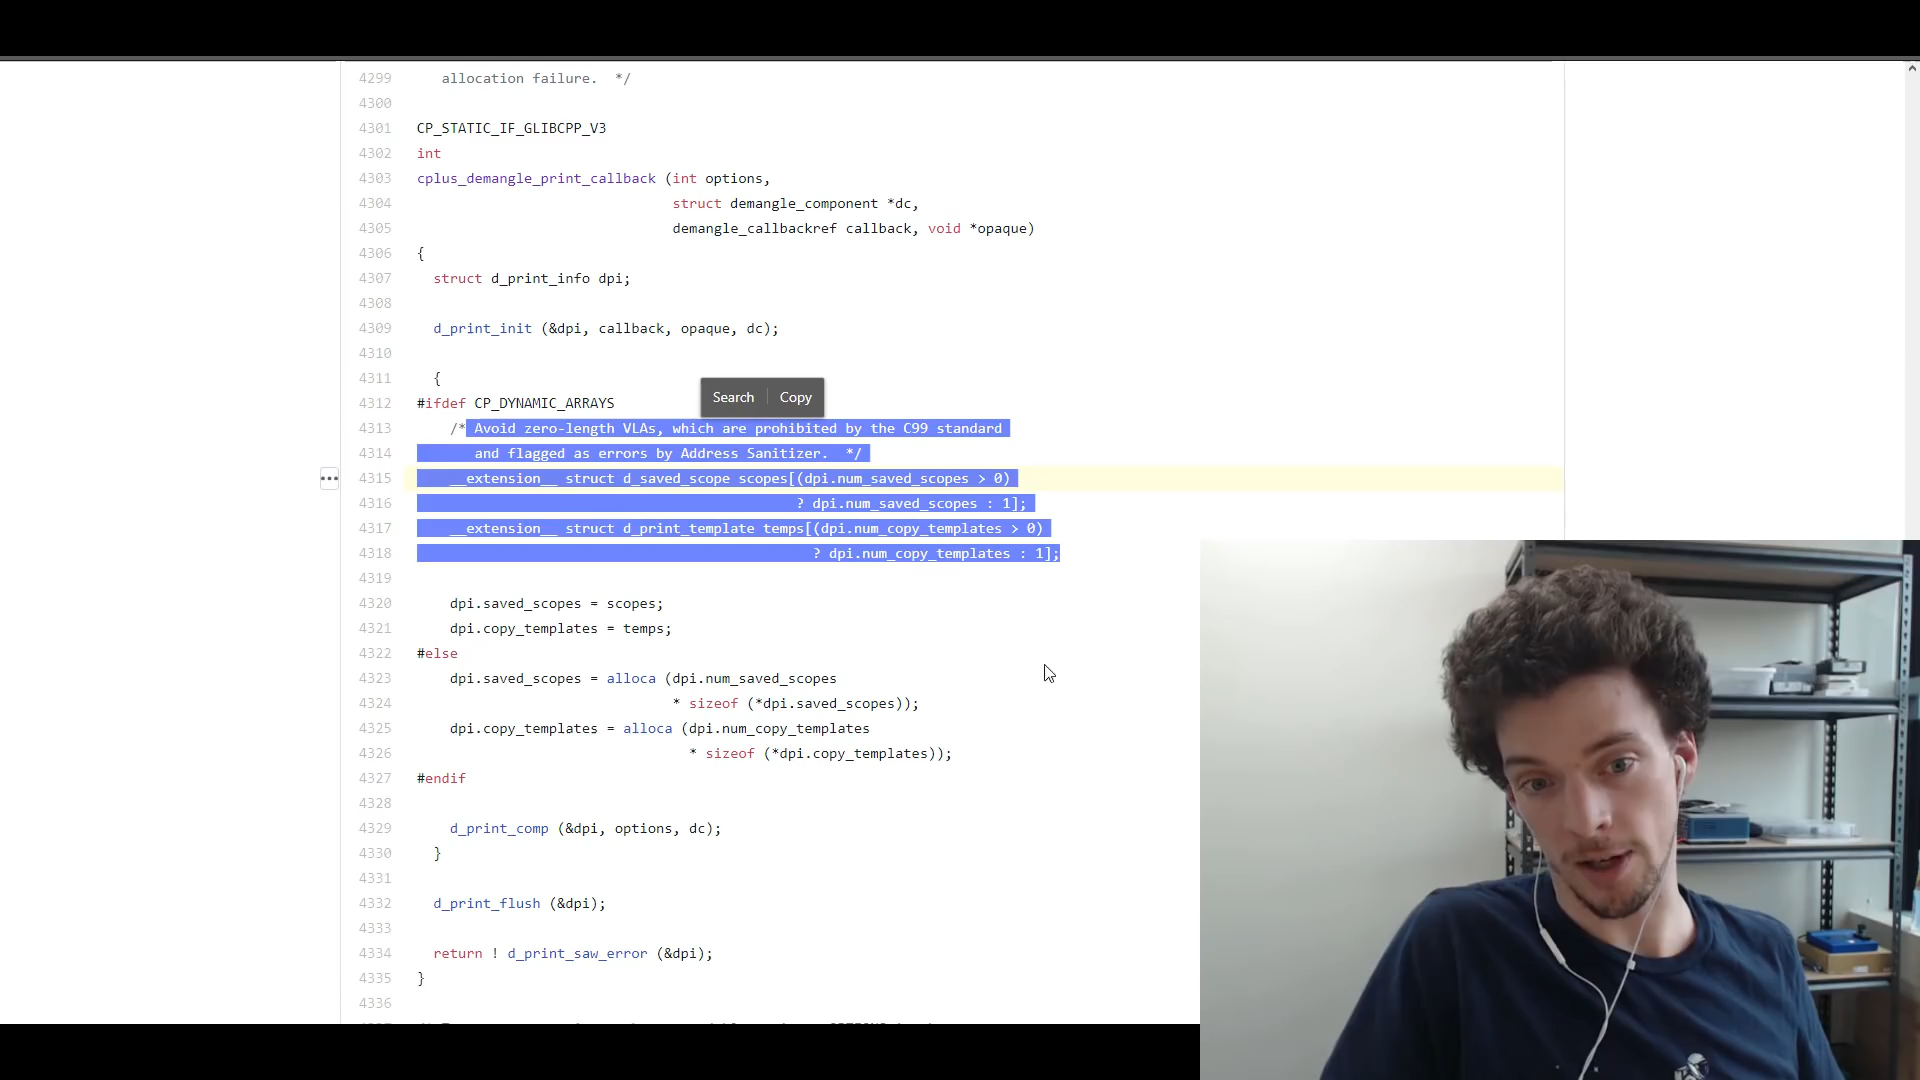 4299 allocation failure.  */
4300
4301 CP_STATIC_IF_GLIBCPP_V3
4302 int
4303 cplus_demangle_print_callback (int options,
4304 struct demangle_component *dc,
4305 demangle_callbackref callback, void *opaque)
4306 {
4307 struct d_print_info dpi;
4308
4309 d_print_init (&dpi, callback, opaque, dc);
4310
4311 {
Search Copy
4312 #ifdef CP_DYNAMIC_ARRAYS
4313 /* Avoid zero-length VLAs, which are prohibited by the C99 standard
4314 and flagged as errors by Address Sanitizer.  */
4315 __extension__ struct d_saved_scope scopes[(dpi.num_saved_scopes > 0)
4316 ? dpi.num_saved_scopes : 1];
4317 __extension__ struct d_print_template temps[(dpi.num_copy_templates > 0)
4318 ? dpi.num_copy_templates : 1];
4319
4320 dpi.saved_scopes = scopes;
4321 dpi.copy_templates = temps;
4322 #else
4323 dpi.saved_scopes = alloca (dpi.num_saved_scopes
4324 * sizeof (*dpi.saved_scopes));
4325 dpi.copy_templates = alloca (dpi.num_copy_templates
4326 * sizeof (*dpi.copy_templates));
4327 #endif
4328
4329 d_print_comp (&dpi, options, dc);
4330 }
4331
4332 d_print_flush (&dpi);
4333
4334 return ! d_print_saw_error (&dpi);
4335 }
4336